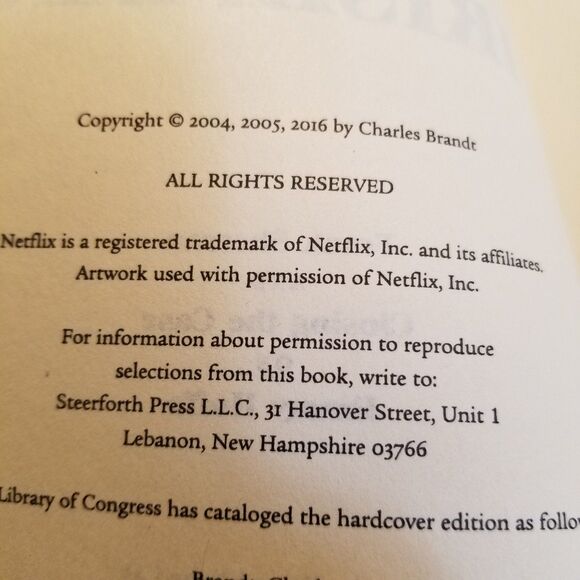 Copyright © 2004, 2005, 2016 by Charles Brandt
ALL RIGHTS RESERVED
Netflix is a registered trademark of Netflix, Inc. and its affiliates.
Artwork used with permission of Netflix, Inc.
For information about permission to reproduce
selections from this book, write to:
Steerforth Press L.L.C., 31 Hanover Street, Unit 1
Lebanon, New Hampshire 03766
Library of Congress has cataloged the hardcover edition as follow